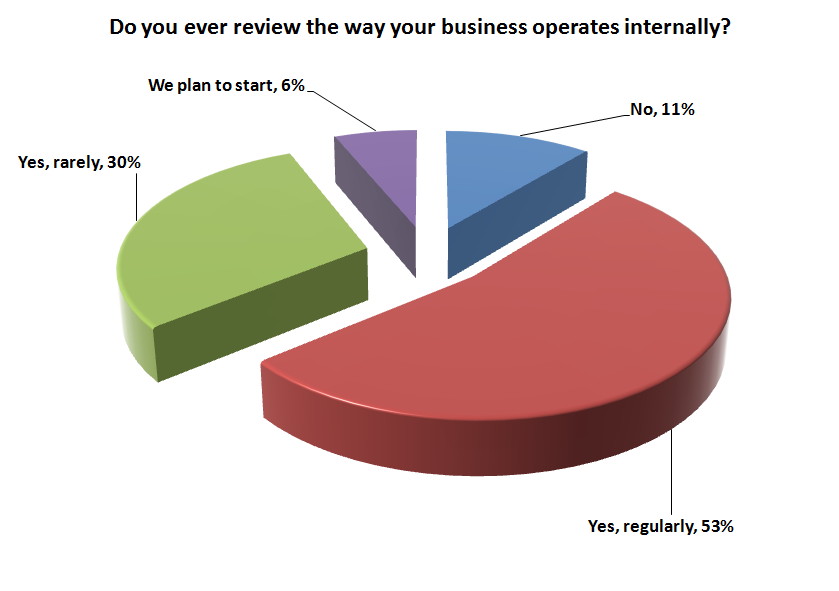 Do you ever review the way your business operates internally?
We plan to start, 6%
No, 11%
Yes, rarely, 30%
Yes, regularly, 53%